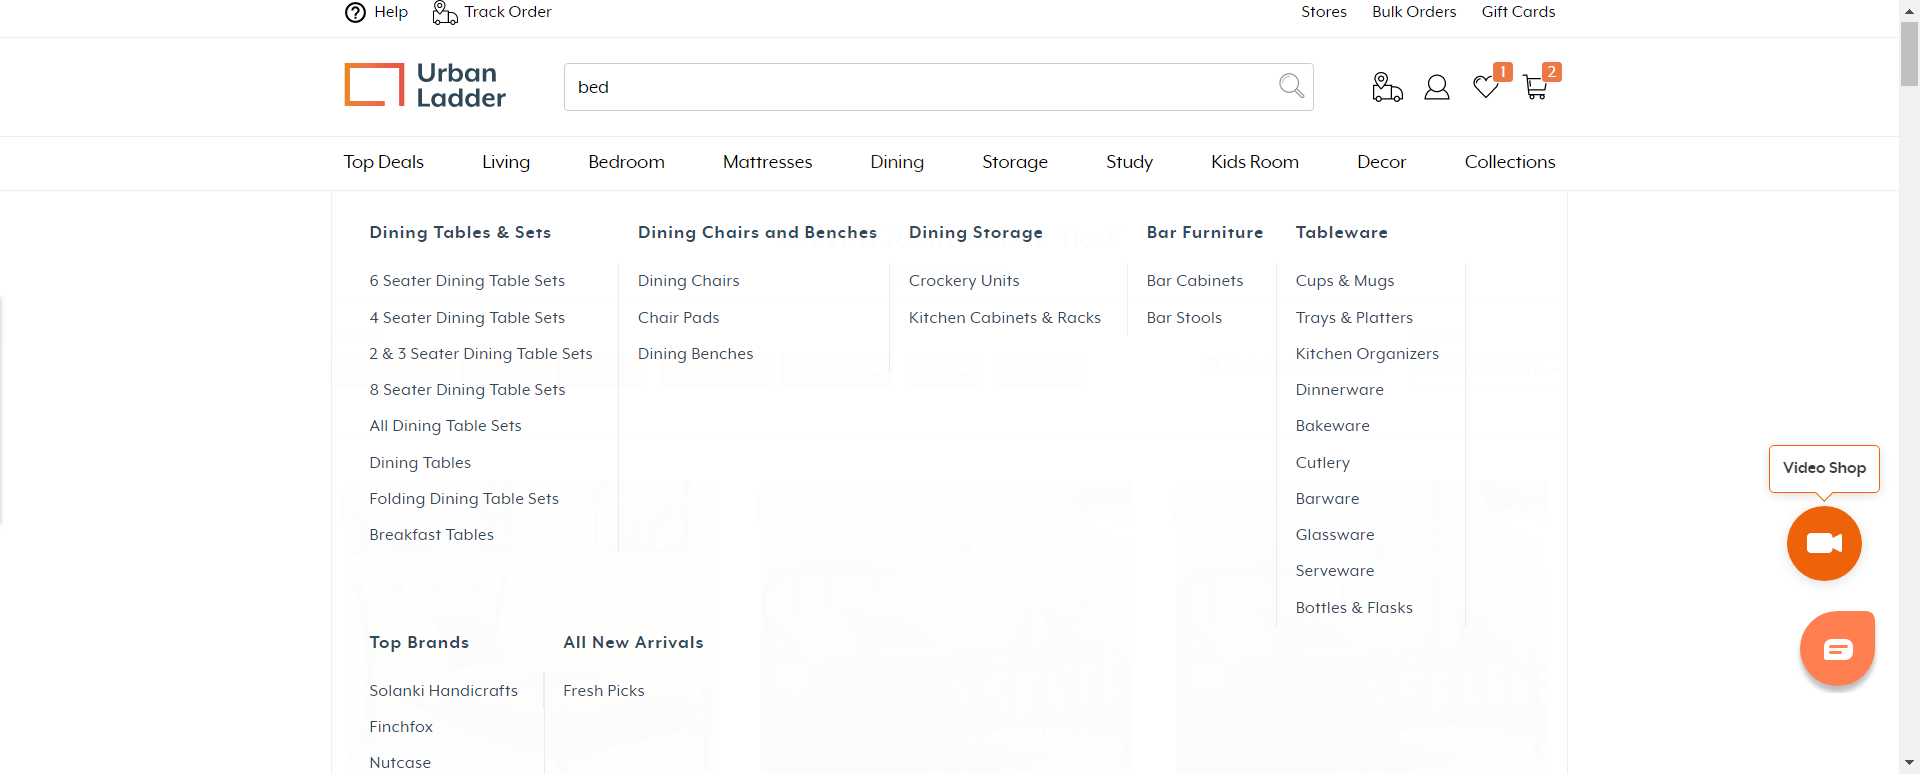 Help Track Order Stores Bulk Orders Gift Cards
Urban Ladder
bed
1
2
Top Deals Living Bedroom Mattresses Dining Storage Study Kids Room Decor Collections
Dining Tables & Sets
6 Seater Dining Table Sets
4 Seater Dining Table Sets
2 & 3 Seater Dining Table Sets
8 Seater Dining Table Sets
All Dining Table Sets
Dining Tables
Folding Dining Table Sets
Breakfast Tables
Dining Chairs and Benches
Dining Chairs
Chair Pads
Dining Benches
Dining Storage
Crockery Units
Kitchen Cabinets & Racks
Bar Furniture
Bar Cabinets
Bar Stools
Tableware
Cups & Mugs
Trays & Platters
Kitchen Organizers
Dinnerware
Bakeware
Cutlery
Barware
Glassware
Serveware
Bottles & Flasks
Top Brands
Solanki Handicrafts
Finchfox
Nutcase
All New Arrivals
Fresh Picks
Video Shop